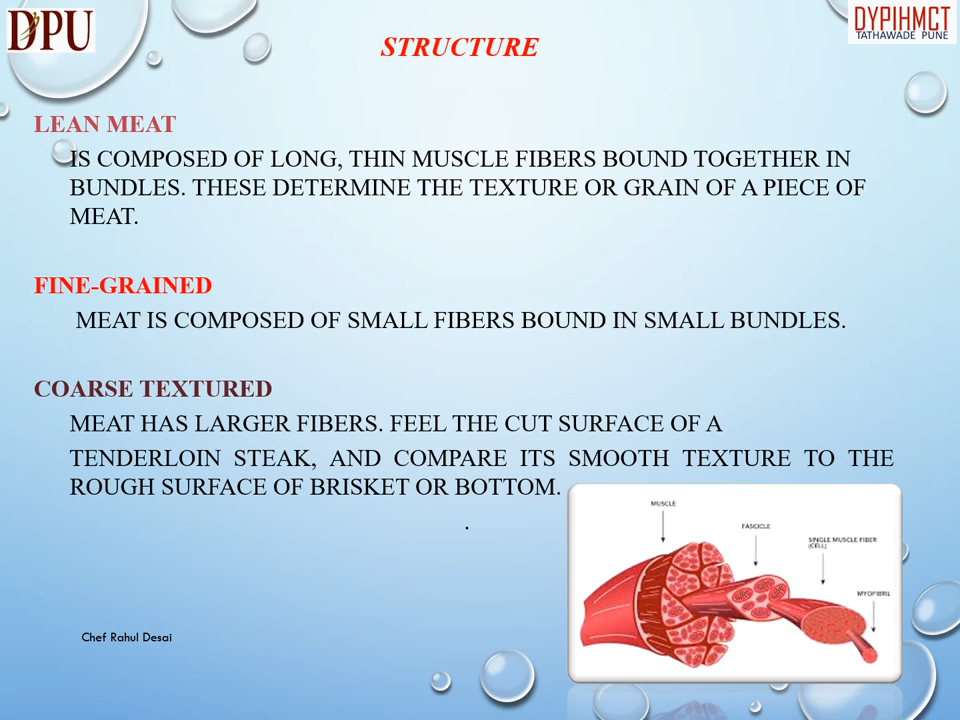 DPU
DYPIHMCT
TATHAWADE PUNE
STRUCTURE
LEAN MEAT
IS COMPOSED OF LONG, THIN MUSCLE FIBERS BOUND TOGETHER IN
BUNDLES. THESE DETERMINE THE TEXTURE OR GRAIN OF A PIECE OF
MEAT.
FINE-GRAINED
MEAT IS COMPOSED OF SMALL FIBERS BOUND IN SMALL BUNDLES.
COARSE TEXTURED
MEAT HAS LARGER FIBERS. FEEL THE CUT SURFACE OF A
TENDERLOIN STEAK, AND COMPARE ITS SMOOTH TEXTURE TO THE
ROUGH SURFACE OF BRISKET OR BOTTOM.
.
MUSCLE
FASCICLE
SINGLE MUSCLE FIBER
(CELL)
MYOFIBRIL
Chef Rahul Desai